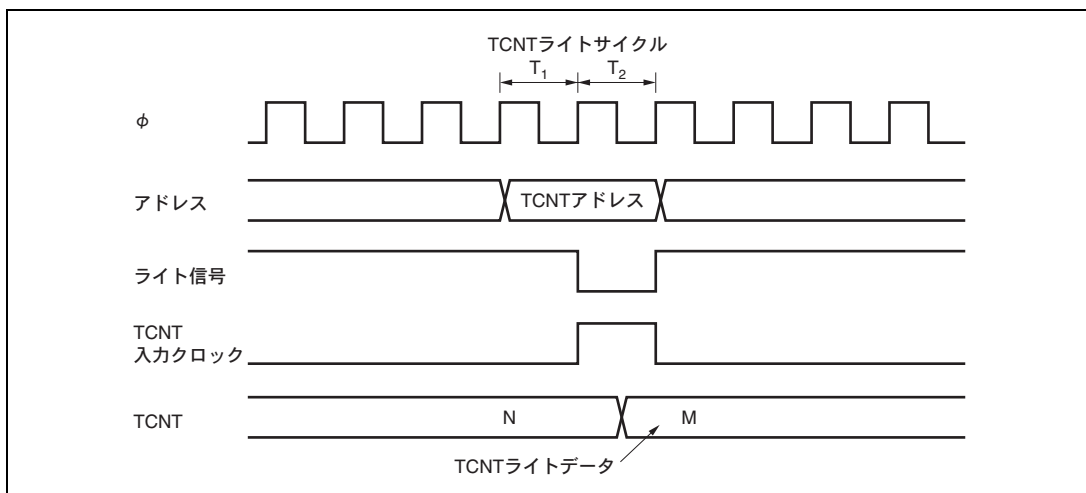 TCNTライトサイクル
T1 T2
φ
アドレス
TCNTアドレス
ライト信号
TCNT
入力クロック
TCNT
N M
TCNTライトデータ